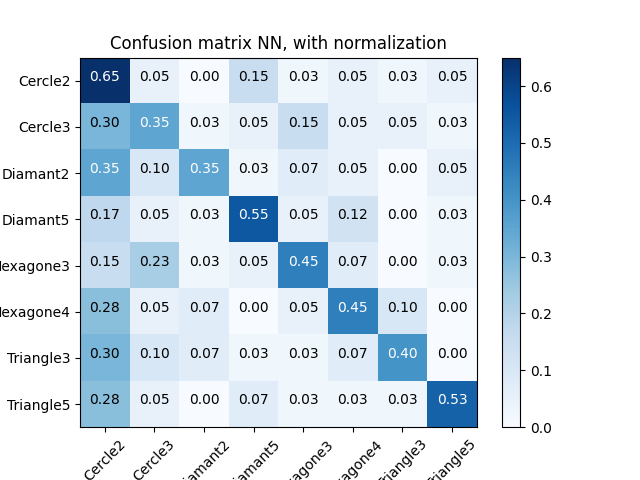 Confusion matrix NN, with normalization
Cercle2 0.65 0.05 0.00 0.15 0.03 0.05 0.03 0.05
Cercle3 0.30 0.35 0.03 0.05 0.15 0.05 0.05 0.03
Diamant2 0.35 0.10 0.35 0.03 0.07 0.05 0.00 0.05
Diamant5 0.17 0.05 0.03 0.55 0.05 0.12 0.00 0.03
Hexagone3 0.15 0.23 0.03 0.05 0.45 0.07 0.00 0.03
Hexagone4 0.28 0.05 0.07 0.00 0.05 0.45 0.10 0.00
Triangle3 0.30 0.10 0.07 0.03 0.03 0.07 0.40 0.00
Triangle5 0.28 0.05 0.00 0.07 0.03 0.03 0.03 0.53
Cercle2 Cercle3 Diamant2 Diamant5 Hexagone3 Hexagone4 Triangle3 Triangle5
0.6
0.5
0.4
0.3
0.2
0.1
0.0